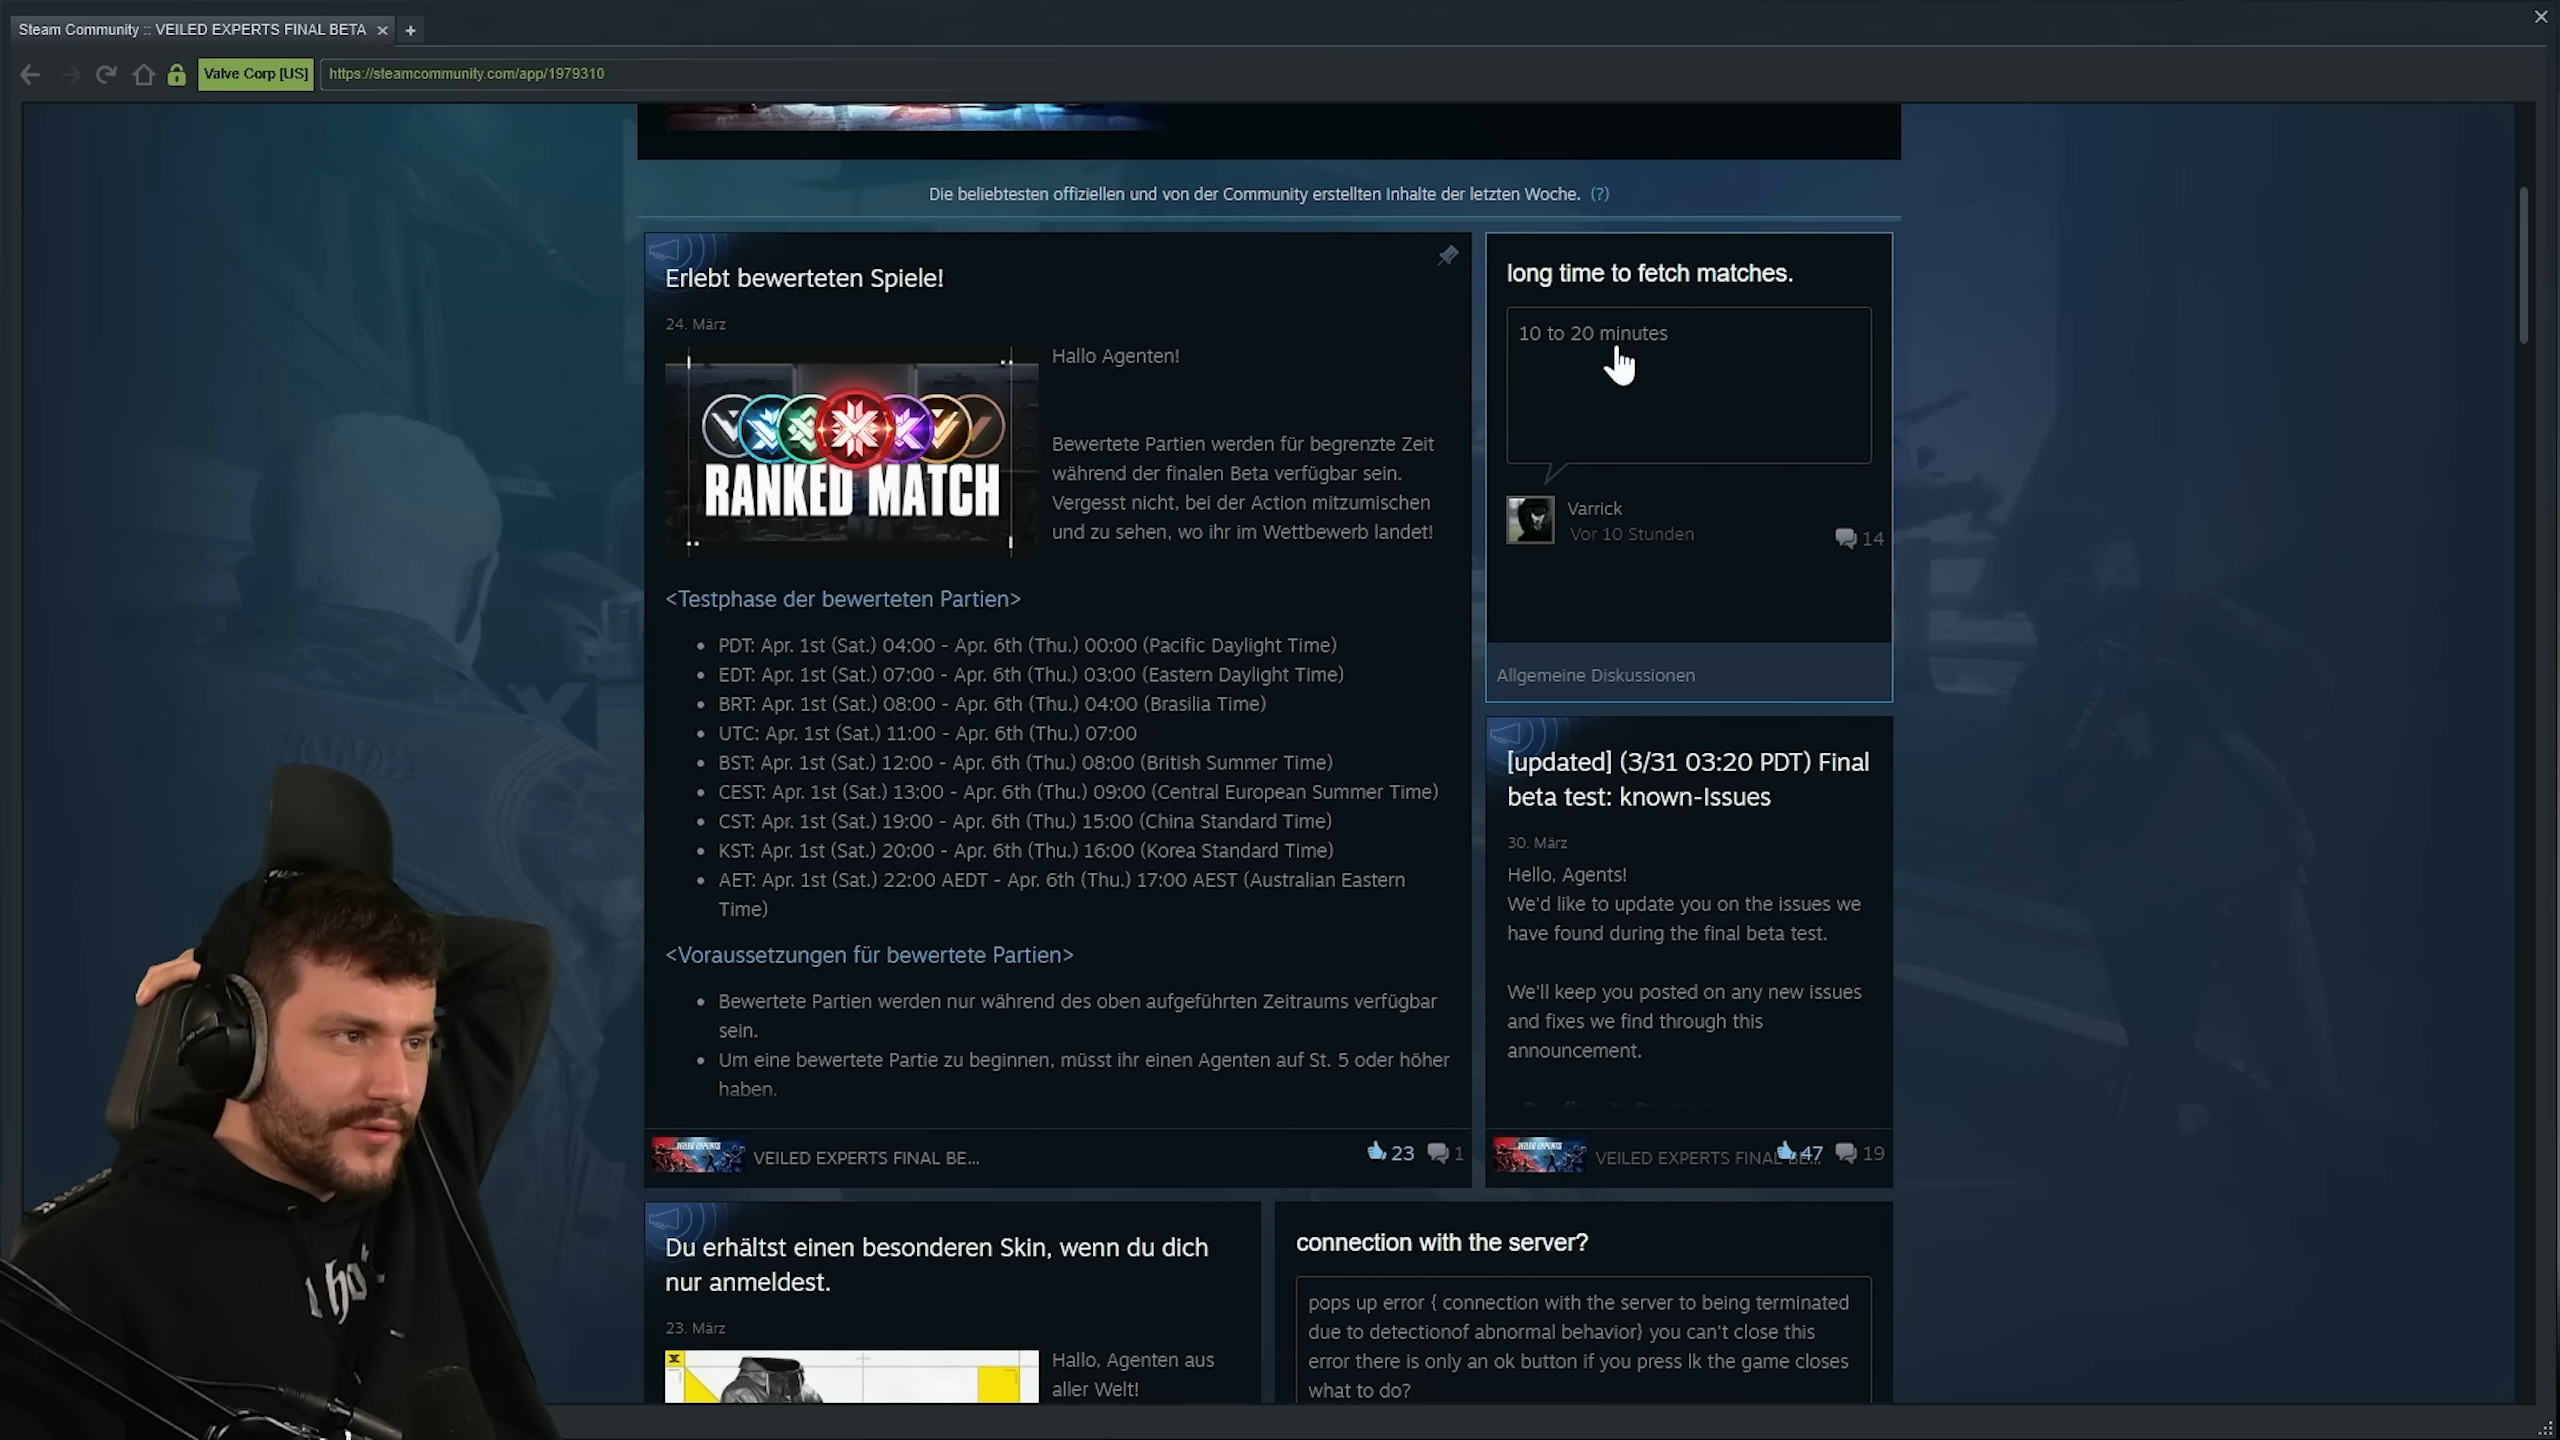 Steam Community :: VEILED EXPERTS FINAL BETA
Valve Corp [US]
https://steamcommunity.com/app/1979310
Die beliebtesten offiziellen und von der Community erstellten Inhalte der letzten Woche. (?)
Erlebt bewerteten Spiele!
24. März
RANKED MATCH
Hallo Agenten!
Bewertete Partien werden für begrenzte Zeit
während der finalen Beta verfügbar sein.
Vergesst nicht, bei der Action mitzumischen
und zu sehen, wo ihr im Wettbewerb landet!
<Testphase der bewerteten Partien>
PDT: Apr. 1st (Sat.) 04:00 - Apr. 6th (Thu.) 00:00 (Pacific Daylight Time)
EDT: Apr. 1st (Sat.) 07:00 - Apr. 6th (Thu.) 03:00 (Eastern Daylight Time)
BRT: Apr. 1st (Sat.) 08:00 - Apr. 6th (Thu.) 04:00 (Brasilia Time)
UTC: Apr. 1st (Sat.) 11:00 - Apr. 6th (Thu.) 07:00
BST: Apr. 1st (Sat.) 12:00 - Apr. 6th (Thu.) 08:00 (British Summer Time)
CEST: Apr. 1st (Sat.) 13:00 - Apr. 6th (Thu.) 09:00 (Central European Summer Time)
CST: Apr. 1st (Sat.) 19:00 - Apr. 6th (Thu.) 15:00 (China Standard Time)
KST: Apr. 1st (Sat.) 20:00 - Apr. 6th (Thu.) 16:00 (Korea Standard Time)
AET: Apr. 1st (Sat.) 22:00 AEDT - Apr. 6th (Thu.) 17:00 AEST (Australian Eastern
Time)
<Voraussetzungen für bewertete Partien>
Bewertete Partien werden nur während des oben aufgeführten Zeitraums verfügbar
sein.
Um eine bewertete Partie zu beginnen, müsst ihr einen Agenten auf St. 5 oder höher
haben.
VEILED EXPERTS
VEILED EXPERTS FINAL BE...
23
1
long time to fetch matches.
10 to 20 minutes
Varrick
Vor 10 Stunden
14
Allgemeine Diskussionen
[updated] (3/31 03:20 PDT) Final
beta test: known-Issues
30. März
Hello, Agents!
We'd like to update you on the issues we
have found during the final beta test.
We'll keep you posted on any new issues
and fixes we find through this
announcement.
VEILED EXPERTS
VEILED EXPERTS FINAL BE...
47
19
Du erhältst einen besonderen Skin, wenn du dich
nur anmeldest.
23. März
Hallo, Agenten aus
aller Welt!
connection with the server?
pops up error { connection with the server to being terminated
due to detectionof abnormal behavior} you can't close this
error there is only an ok button if you press lk the game closes
what to do?